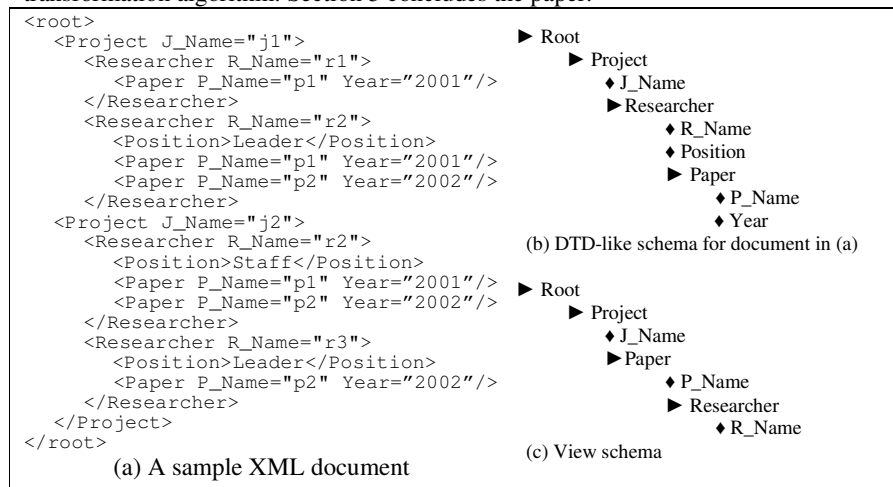 transformation algorithm. Section 5 concludes the paper.
<root>
<Project J_Name="j1">
<Researcher R_Name="r1">
<Paper P_Name="p1" Year=”2001”/>
</Researcher>
<Researcher R_Name="r2">
<Position>Leader</Position>
<Paper P_Name="p1" Year=”2001”/>
<Paper P_Name="p2" Year=”2002”/>
</Researcher>
<Project J_Name="j2">
<Researcher R_Name="r2">
<Position>Staff</Position>
<Paper P_Name="p1" Year=”2001”/>
<Paper P_Name="p2" Year=”2002”/>
</Researcher>
<Researcher R_Name="r3">
<Position>Leader</Position>
<Paper P_Name="p2" Year=”2002”/>
</Researcher>
</Project>
</root>
(a) A sample XML document
► Root
► Project
♦ J_Name
►Researcher
♦ R_Name
♦ Position
► Paper
♦ P_Name
♦ Year
(b) DTD-like schema for document in (a)
► Root
► Project
♦ J_Name
►Paper
♦ P_Name
► Researcher
♦ R_Name
(c) View schema